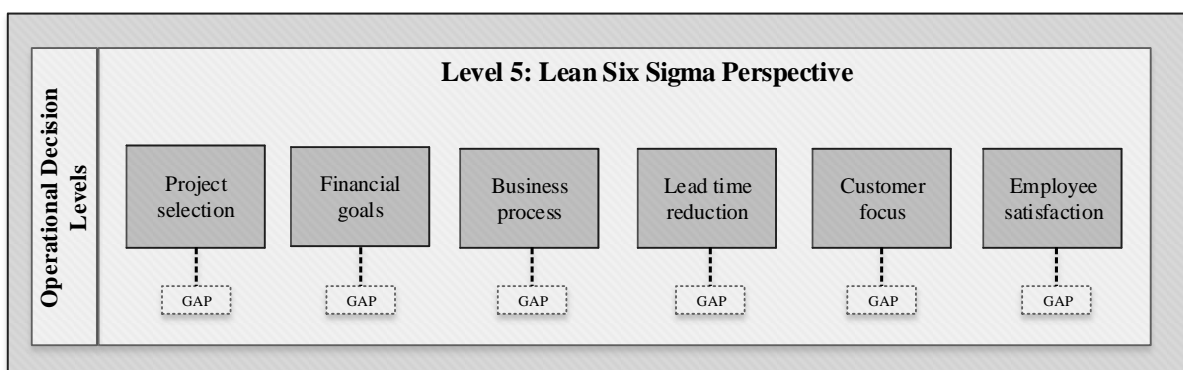 Operational Decision
Levels
Level 5: Lean Six Sigma Perspective
Project
selection
Financial
goals
Business
process
Lead time
reduction
Customer
focus
Employee
satisfaction
GAP
GAP
GAP
GAP
GAP
GAP